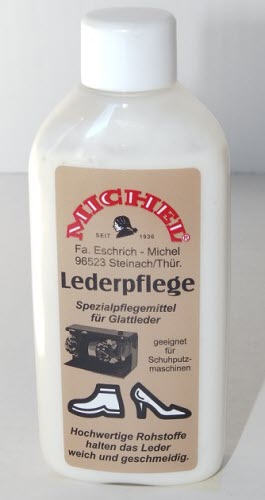 MICHEL®
SEIT 1936
Fa. Eschrich - Michel
96523 Steinach/Thür.
Lederpflege
Spezialpflegemittel
für Glattleder
geeignet
für
Schuhputz-
maschinen
Hochwertige Rohstoffe
halten das Leder
weich und geschmeidig.